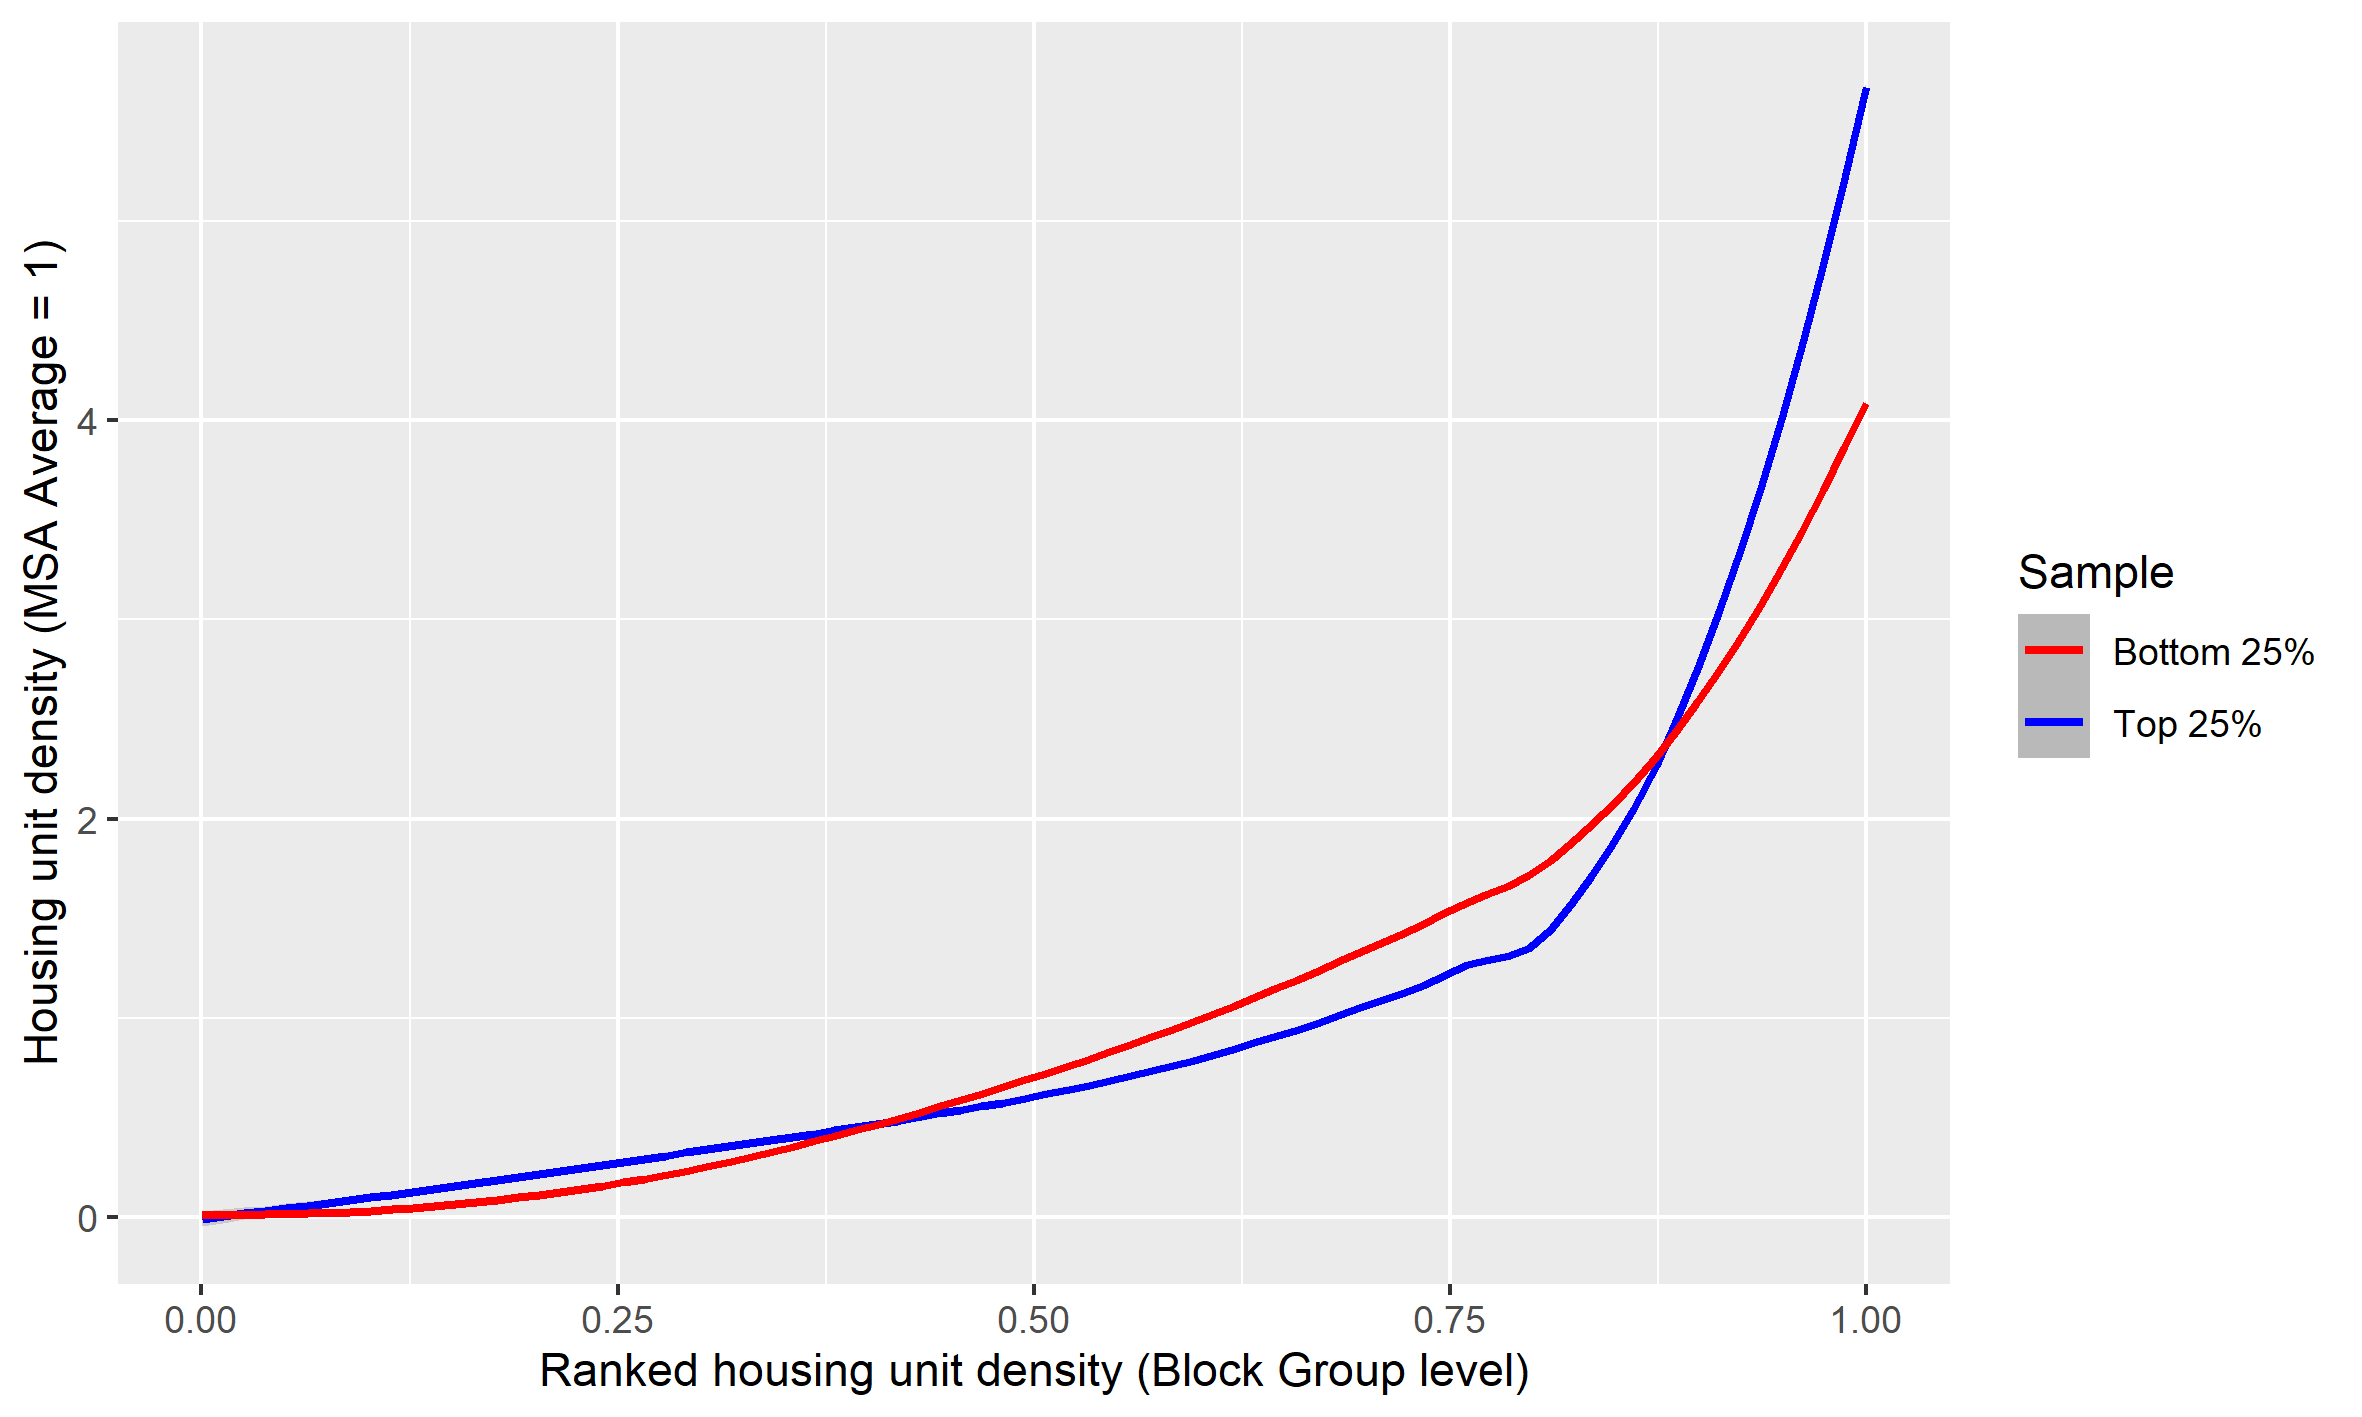 Housing unit density (MSA Average = 1)
4
2
0
0.00
0.25
0.50
0.75
1.00
Ranked housing unit density (Block Group level)
Sample
Bottom 25%
Top 25%